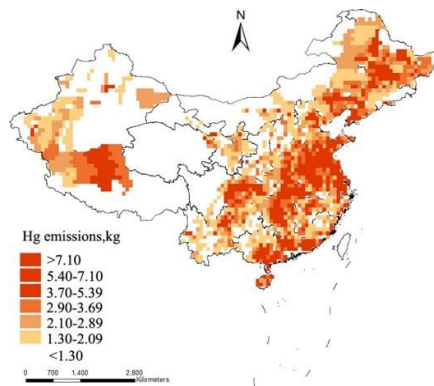 N
Hg emissions,kg
>7.10
5.40-7.10
3.70-5.39
2.90-3.69
2.10-2.89
1.30-2.09
<1.30
0 700 1,400 2,800
Kilometers